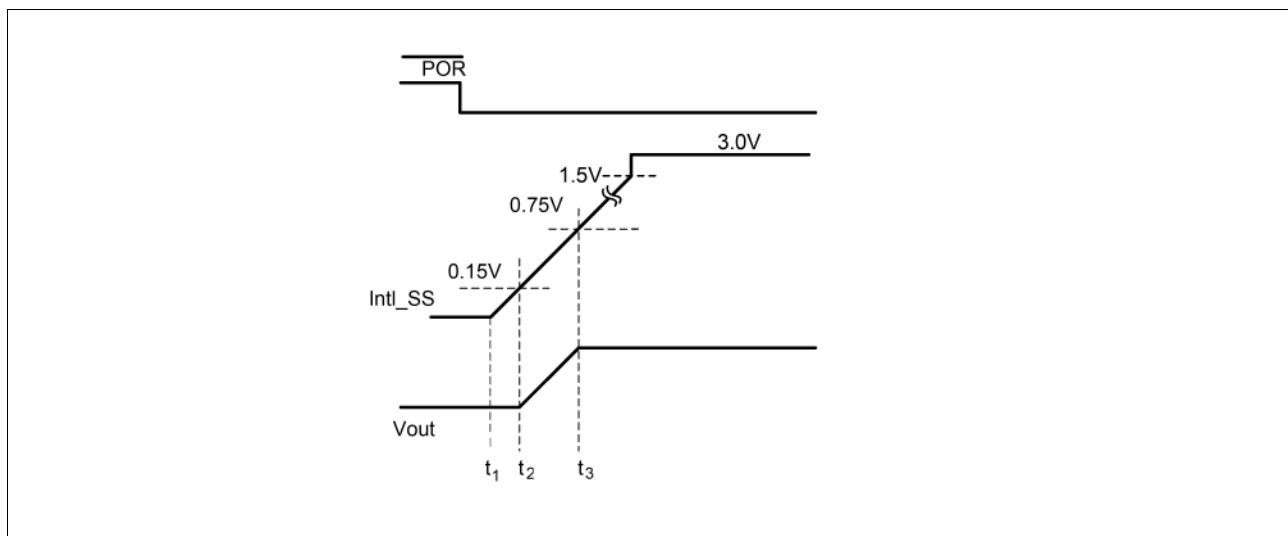 POR
3.0V
1.5V
0.75V
0.15V
Intl_SS
Vout
t₁
t₂
t₃